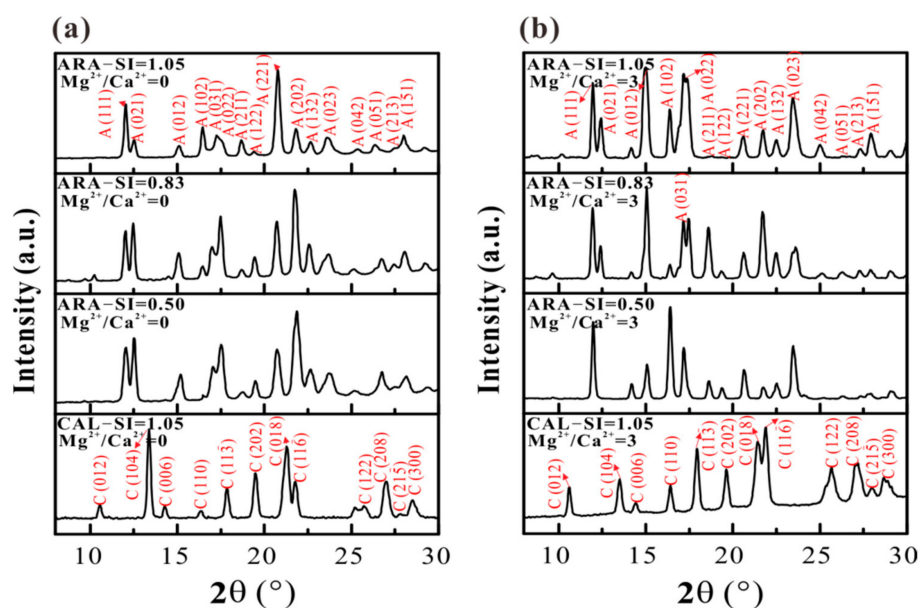 (a)
ARA-SI=1.05
Mg²⁺/Ca²⁺=0
A (111)
A (021)
A (012)
A (102)
A (031)
A (022)
A (211)
A (122)
A (221)
A (202)
A (132)
A (023)
A (042)
A (051)
A (213)
A (151)
ARA-SI=0.83
Mg²⁺/Ca²⁺=0
ARA-SI=0.50
Mg²⁺/Ca²⁺=0
CAL-SI=1.05
Mg²⁺/Ca²⁺=0
C (012)
C (104)
C (006)
C (110)
C (113̄)
C (202)
C (018)
C (116)
C (122)
C (208)
C (215̄)
C (300)
Intensity (a.u.)
10 15 20 25 30
2θ (°)
(b)
ARA-SI=1.05
Mg²⁺/Ca²⁺=3
A (111)
A (021)
A (012)
A (102)
A (022)
A (211)
A (122)
A (221)
A (202)
A (132)
A (023)
A (042)
A (051)
A (213)
A (151)
ARA-SI=0.83
Mg²⁺/Ca²⁺=3
A (031)
ARA-SI=0.50
Mg²⁺/Ca²⁺=3
CAL-SI=1.05
Mg²⁺/Ca²⁺=3
C (012)
C (104)
C (006)
C (110)
C (113̄)
C (202)
C (018)
C (116)
C (122)
C (208)
C (215̄)
C (300)
Intensity (a.u.)
10 15 20 25 30
2θ (°)